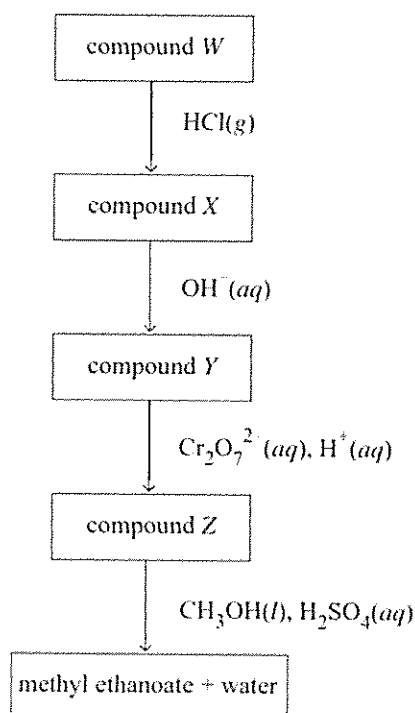 compound W
HCl(g)
compound X
OH⁻(aq)
compound Y
Cr₂O₇²⁻(aq), H⁺(aq)
compound Z
CH₃OH(l), H₂SO₄(aq)
methyl ethanoate + water